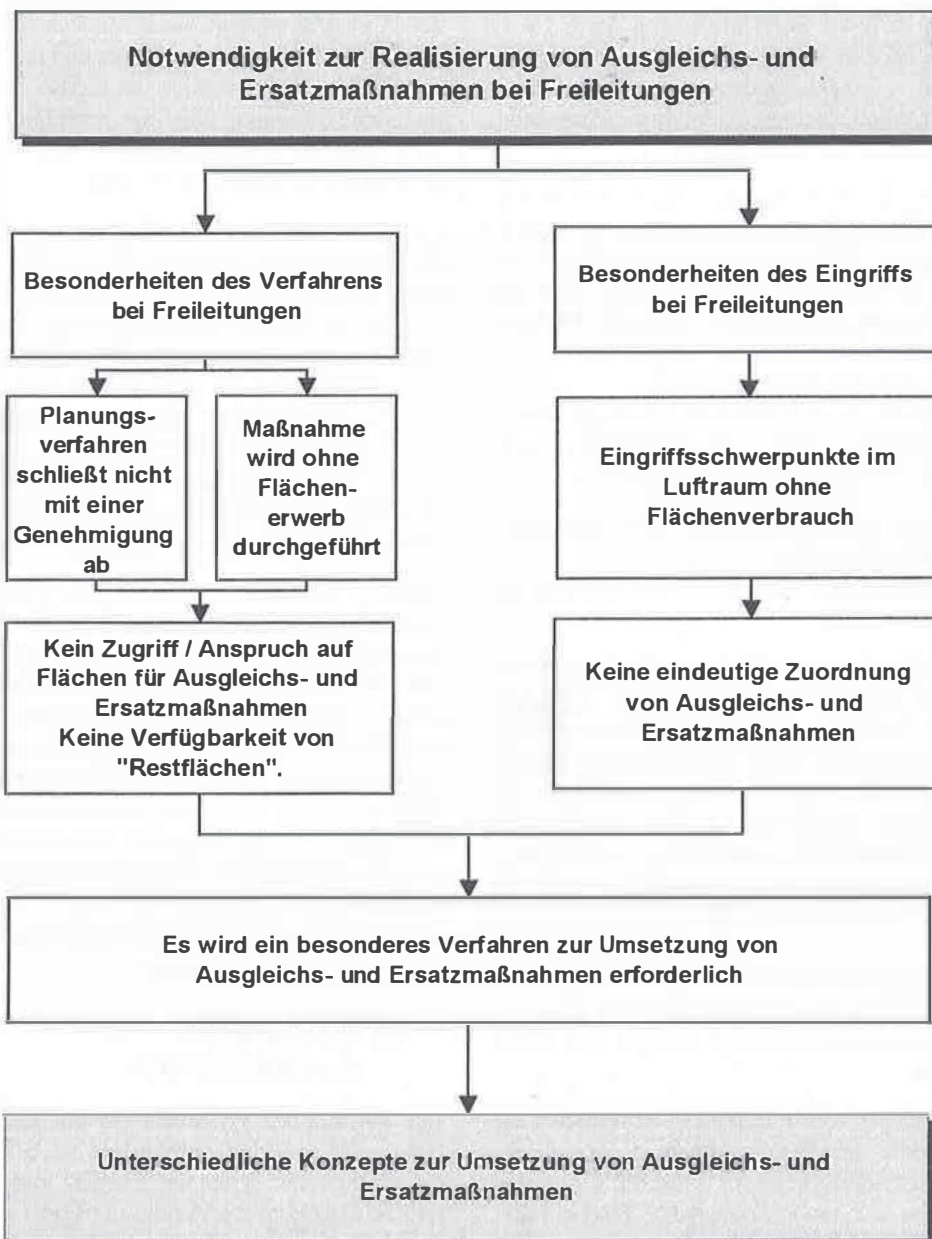 Notwendigkeit zur Realisierung von Ausgleichs- und
Ersatzmaßnahmen bei Freileitungen
Besonderheiten des Verfahrens
bei Freileitungen
Besonderheiten des Eingriffs
bei Freileitungen
Planungs-
verfahren
schließt nicht
mit einer
Genehmigung
ab
Maßnahme
wird ohne
Flächen-
erwerb
durchgeführt
Eingriffsschwerpunkte im
Luftraum ohne
Flächenverbrauch
Kein Zugriff / Anspruch auf
Flächen für Ausgleichs- und
Ersatzmaßnahmen
Keine Verfügbarkeit von
"Restflächen".
Keine eindeutige Zuordnung
von Ausgleichs- und
Ersatzmaßnahmen
Es wird ein besonderes Verfahren zur Umsetzung von
Ausgleichs- und Ersatzmaßnahmen erforderlich
Unterschiedliche Konzepte zur Umsetzung von Ausgleichs- und
Ersatzmaßnahmen